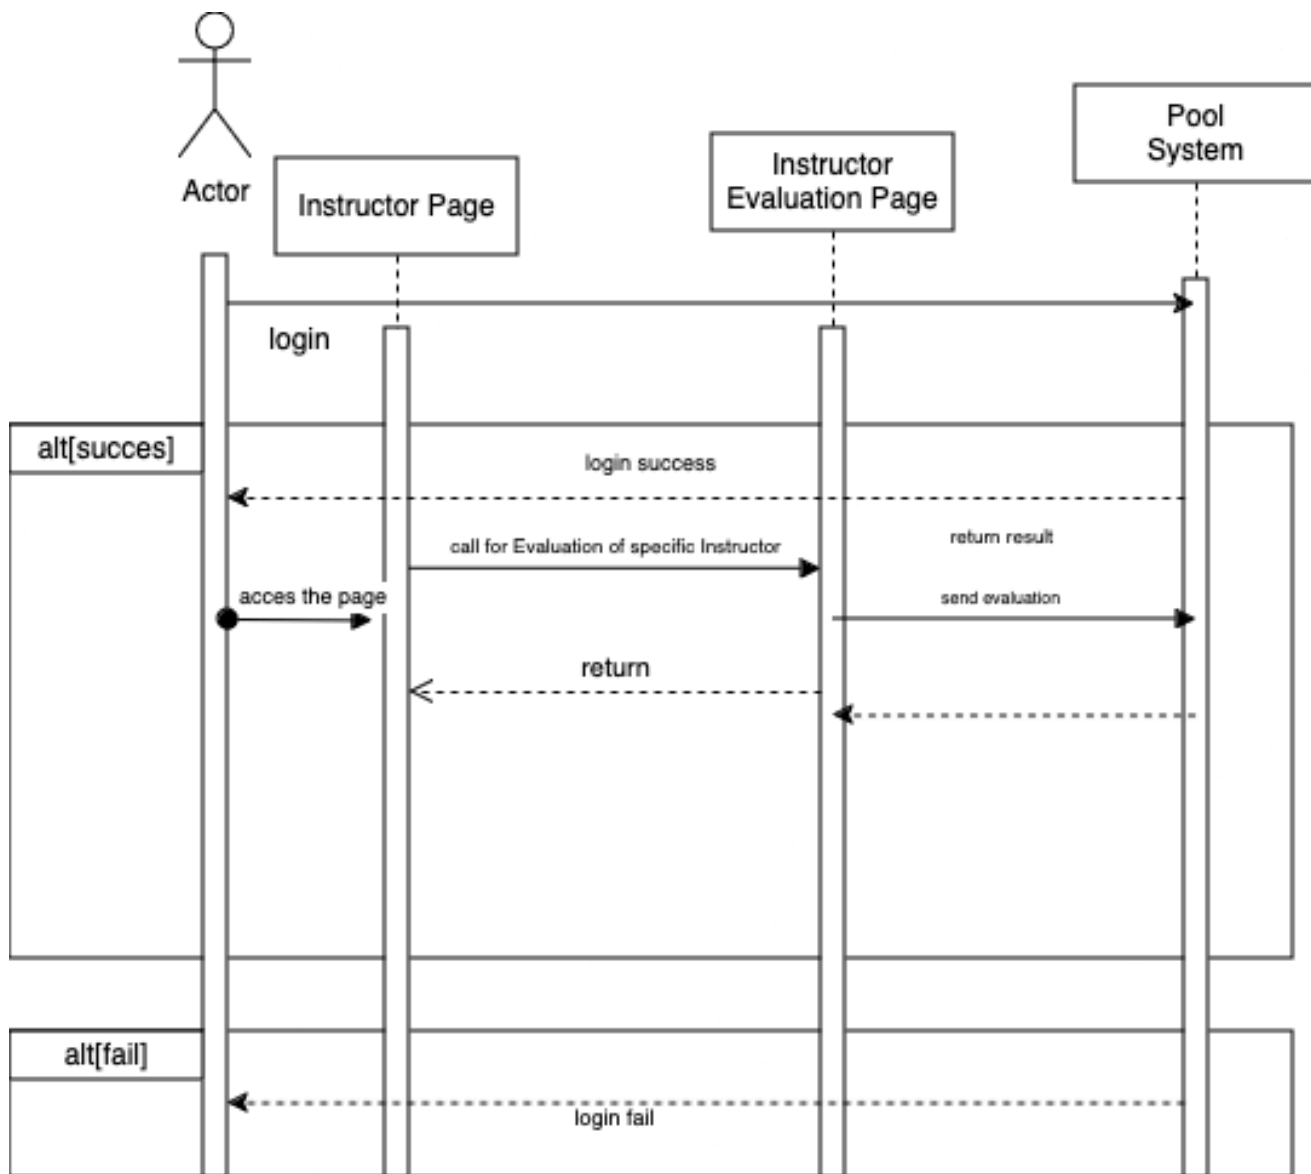 Pool
System
Instructor
Evaluation Page
Actor
Instructor Page
login
alt[succes]
login success
return result
call for Evaluation of specific Instructor
acces the page
send evaluation
return
alt[fail]
login fail